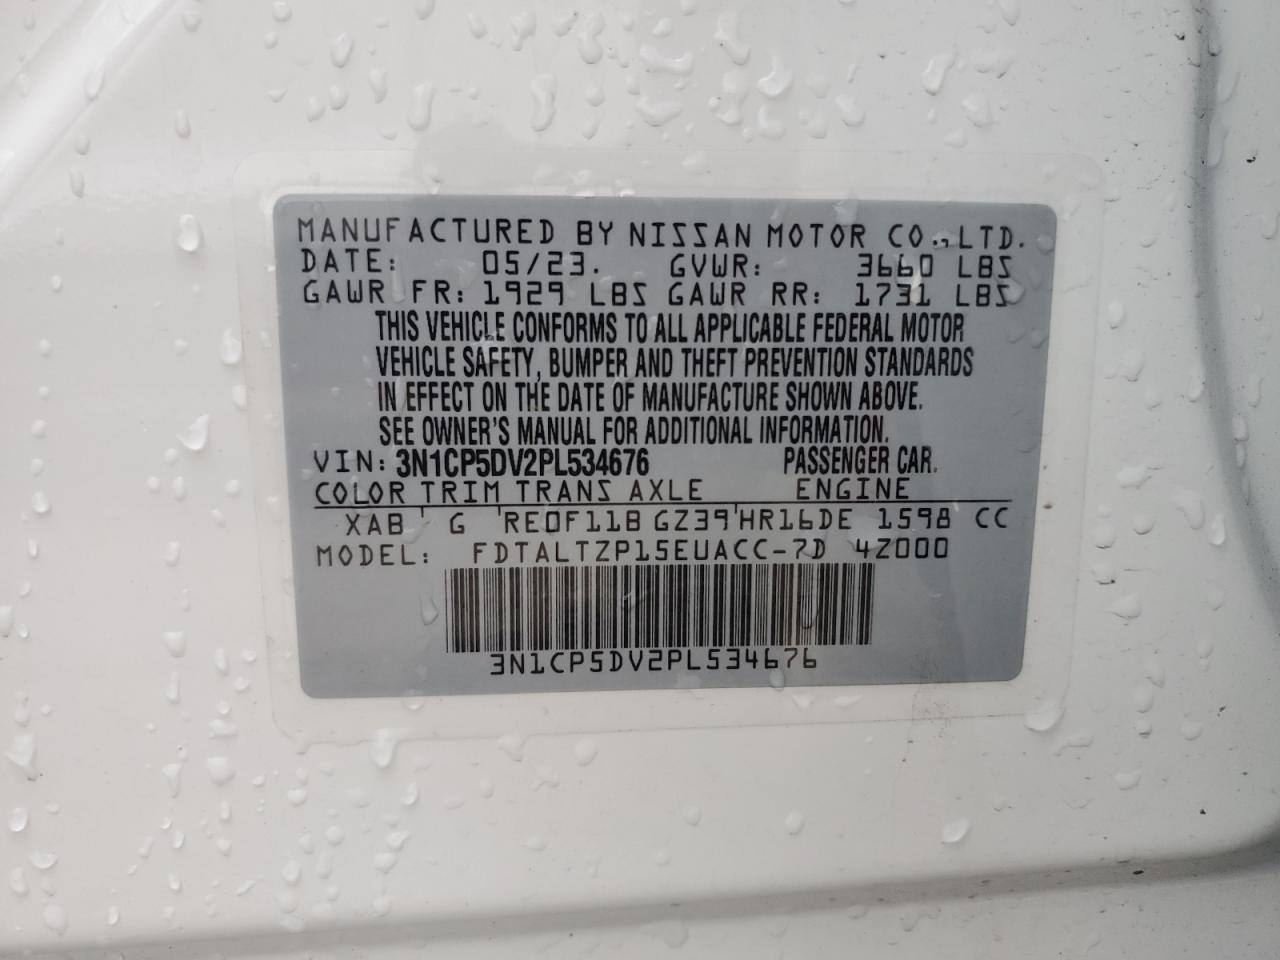 MANUFACTURED BY NISSAN MOTOR CO., LTD.
DATE: 05/23. GVWR: 3660 LBS
GAWR FR: 1929 LBS GAWR RR: 1731 LBS
THIS VEHICLE CONFORMS TO ALL APPLICABLE FEDERAL MOTOR
VEHICLE SAFETY, BUMPER AND THEFT PREVENTION STANDARDS
IN EFFECT ON THE DATE OF MANUFACTURE SHOWN ABOVE.
SEE OWNER'S MANUAL FOR ADDITIONAL INFORMATION.
VIN: 3N1CP5DV2PL534676 PASSENGER CAR.
COLOR TRIM TRANS AXLE ENGINE
XAB ' G ' RE0F11B GZ39 ' HR16DE 1598 CC
MODEL: FDTALTZP15EUACC-7D 4Z000
3N1CP5DV2PL534676